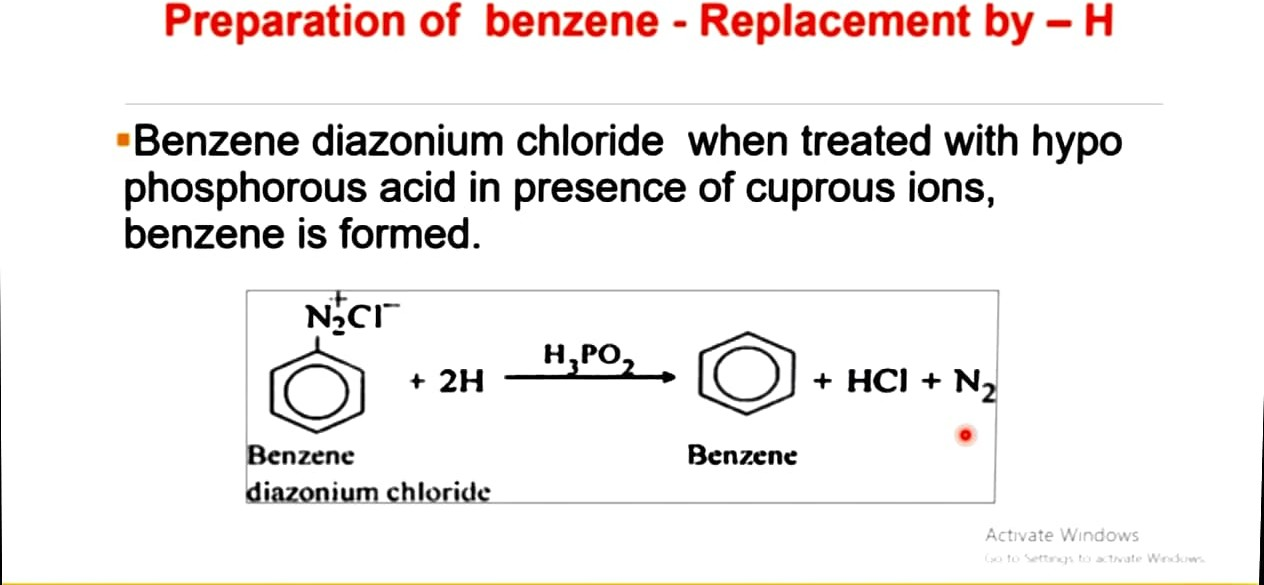 Preparation of benzene - Replacement by – H
▪Benzene diazonium chloride when treated with hypo
phosphorous acid in presence of cuprous ions,
benzene is formed.
N₂⁺Cl⁻
+ 2H
H₃PO₂
+ HCl + N₂
Benzene
diazonium chloride
Benzene
Activate Windows
Go to Settings to activate Windows.